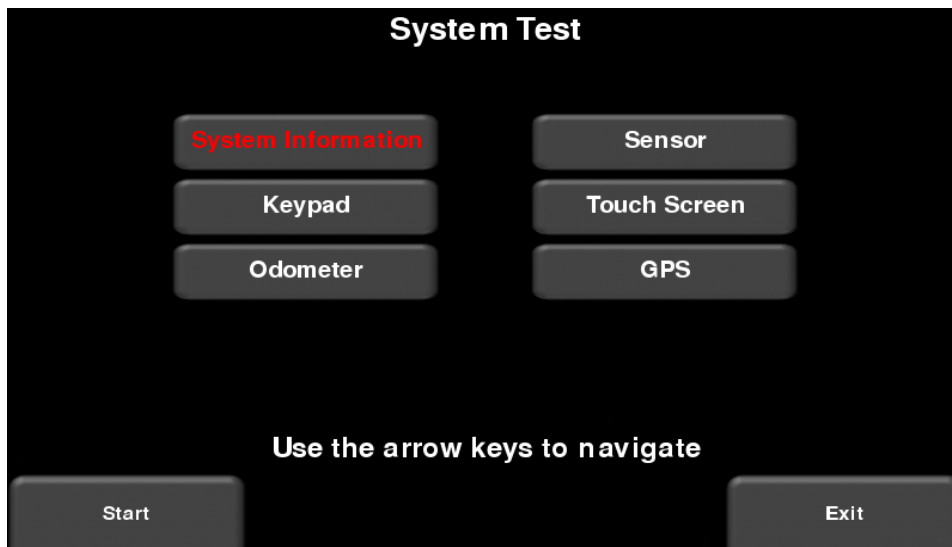 System Test
System Information
Sensor
Keypad
Touch Screen
Odometer
GPS
Use the arrow keys to navigate
Start
Exit